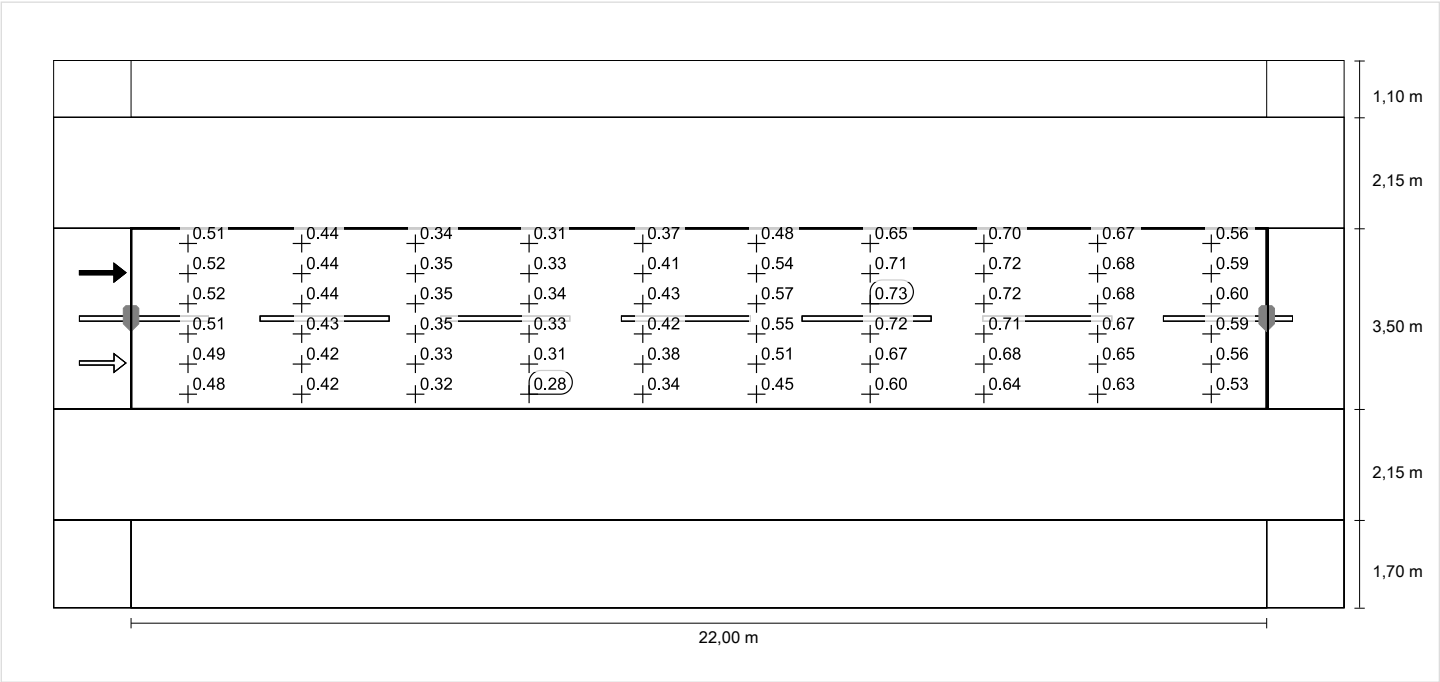 1,10 m
2,15 m
0.51 0.44 0.34 0.31 0.37 0.48 0.65 0.70 0.67 0.56
0.52 0.44 0.35 0.33 0.41 0.54 0.71 0.72 0.68 0.59
0.52 0.44 0.35 0.34 0.43 0.57 0.73 0.72 0.68 0.60
0.51 0.43 0.35 0.33 0.42 0.55 0.72 0.71 0.67 0.59
3,50 m
0.49 0.42 0.33 0.31 0.38 0.51 0.67 0.68 0.65 0.56
0.48 0.42 0.32 0.28 0.34 0.45 0.60 0.64 0.63 0.53
2,15 m
1,70 m
22,00 m